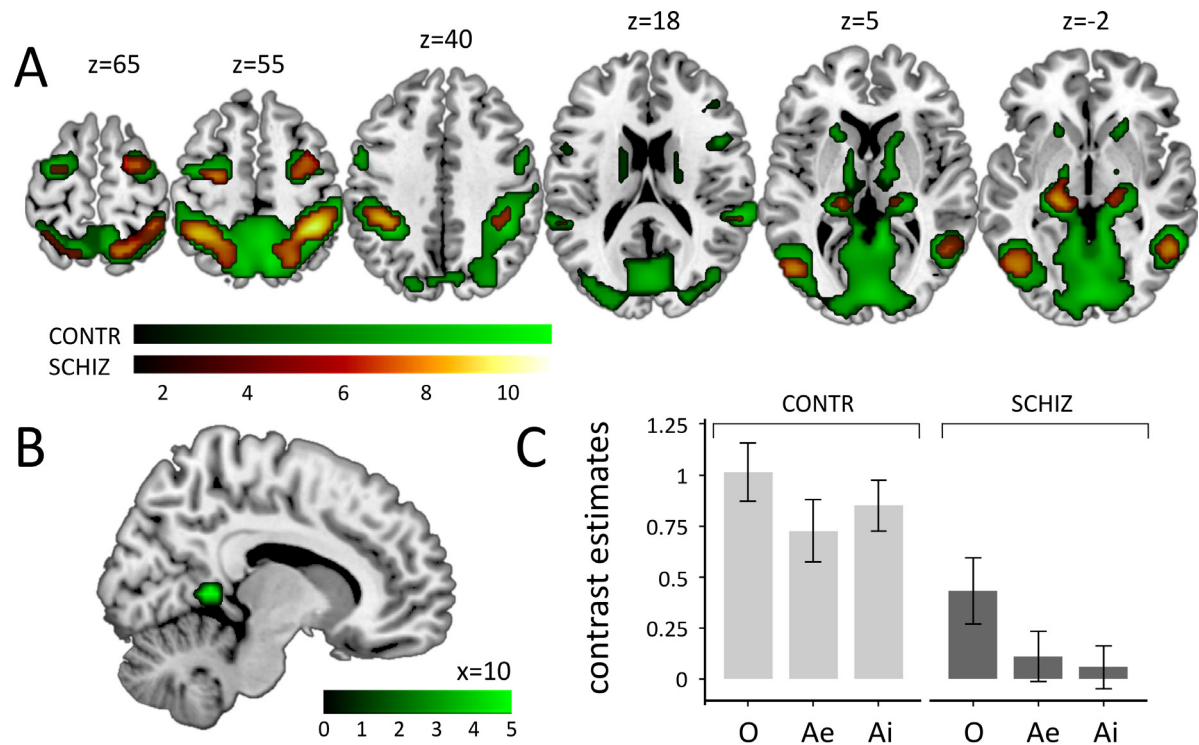 A
z=65
z=55
z=40
z=18
z=5
z=-2
CONTR
SCHIZ
2 4 6 8 10
B
x=10
0 1 2 3 4 5
C
CONTR SCHIZ
contrast estimates
1.25
1
0.75
0.5
0.25
0
O Ae Ai O Ae Ai